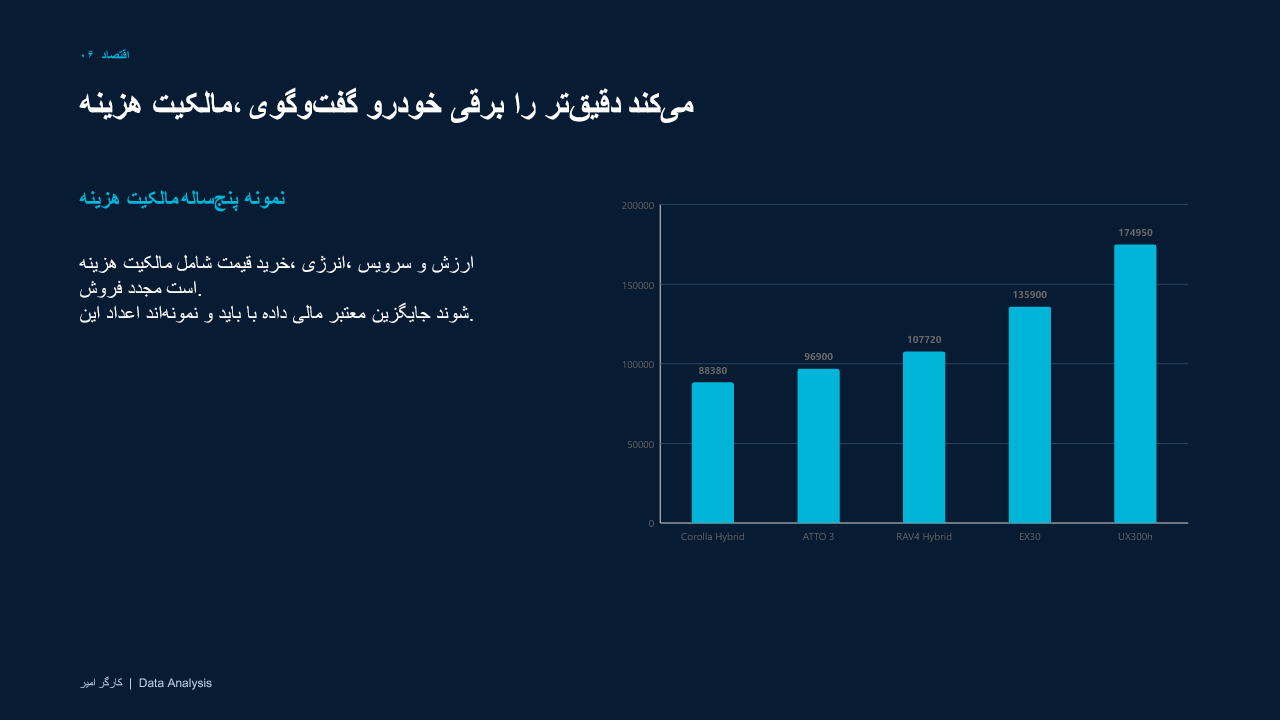 ۰۶ اقتصاد
هزینه مالکیت، گفت‌وگوی خودرو برقی را دقیق‌تر می‌کند
هزینه مالکیت پنج‌ساله نمونه
هزینه مالکیت شامل قیمت خرید، انرژی، سرویس و ارزش
فروش مجدد است.
این اعداد نمونه‌اند و باید با داده مالی معتبر جایگزین شوند.
200000
150000
100000
50000
0
88380
96900
107720
135900
174950
Corolla Hybrid
ATTO 3
RAV4 Hybrid
EX30
UX300h
امیر کارگر | Data Analysis